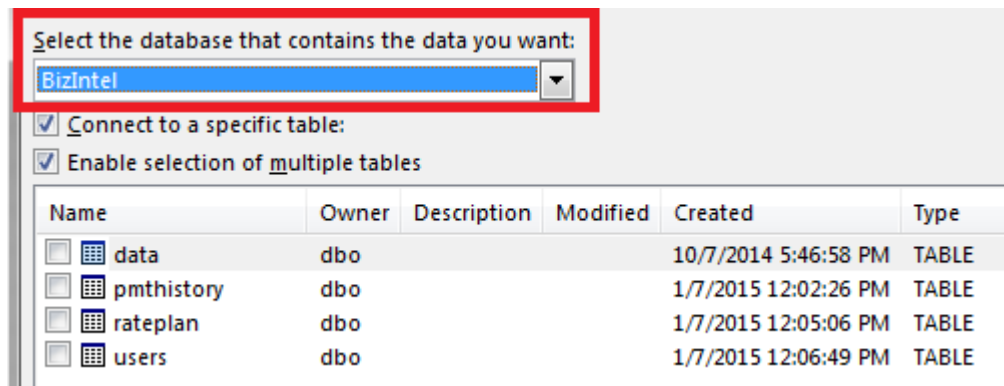 Select the database that contains the data you want:
BizIntel
Connect to a specific table:
Enable selection of multiple tables
Name Owner Description Modified Created Type
data dbo 10/7/2014 5:46:58 PM TABLE
pmthistory dbo 1/7/2015 12:02:26 PM TABLE
rateplan dbo 1/7/2015 12:05:06 PM TABLE
users dbo 1/7/2015 12:06:49 PM TABLE